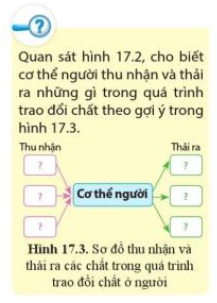 ?
Quan sát hình 17.2, cho biết
cơ thể người thu nhận và thải
ra những gì trong quá trình
trao đổi chất theo gợi ý trong
hình 17.3.
Thu nhận Thải ra
? ?
? Cơ thể người ?
? ?
Hình 17.3. Sơ đồ thu nhận và
thải ra các chất trong quá trình
trao đổi chất ở người